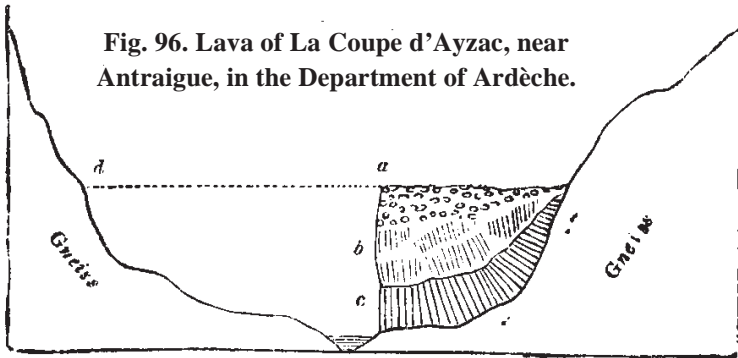 Fig. 96. Lava of La Coupe d’Ayzac, near
Antraigue, in the Department of Ardèche.
d
a
b
c
Gneiss
Gneiss